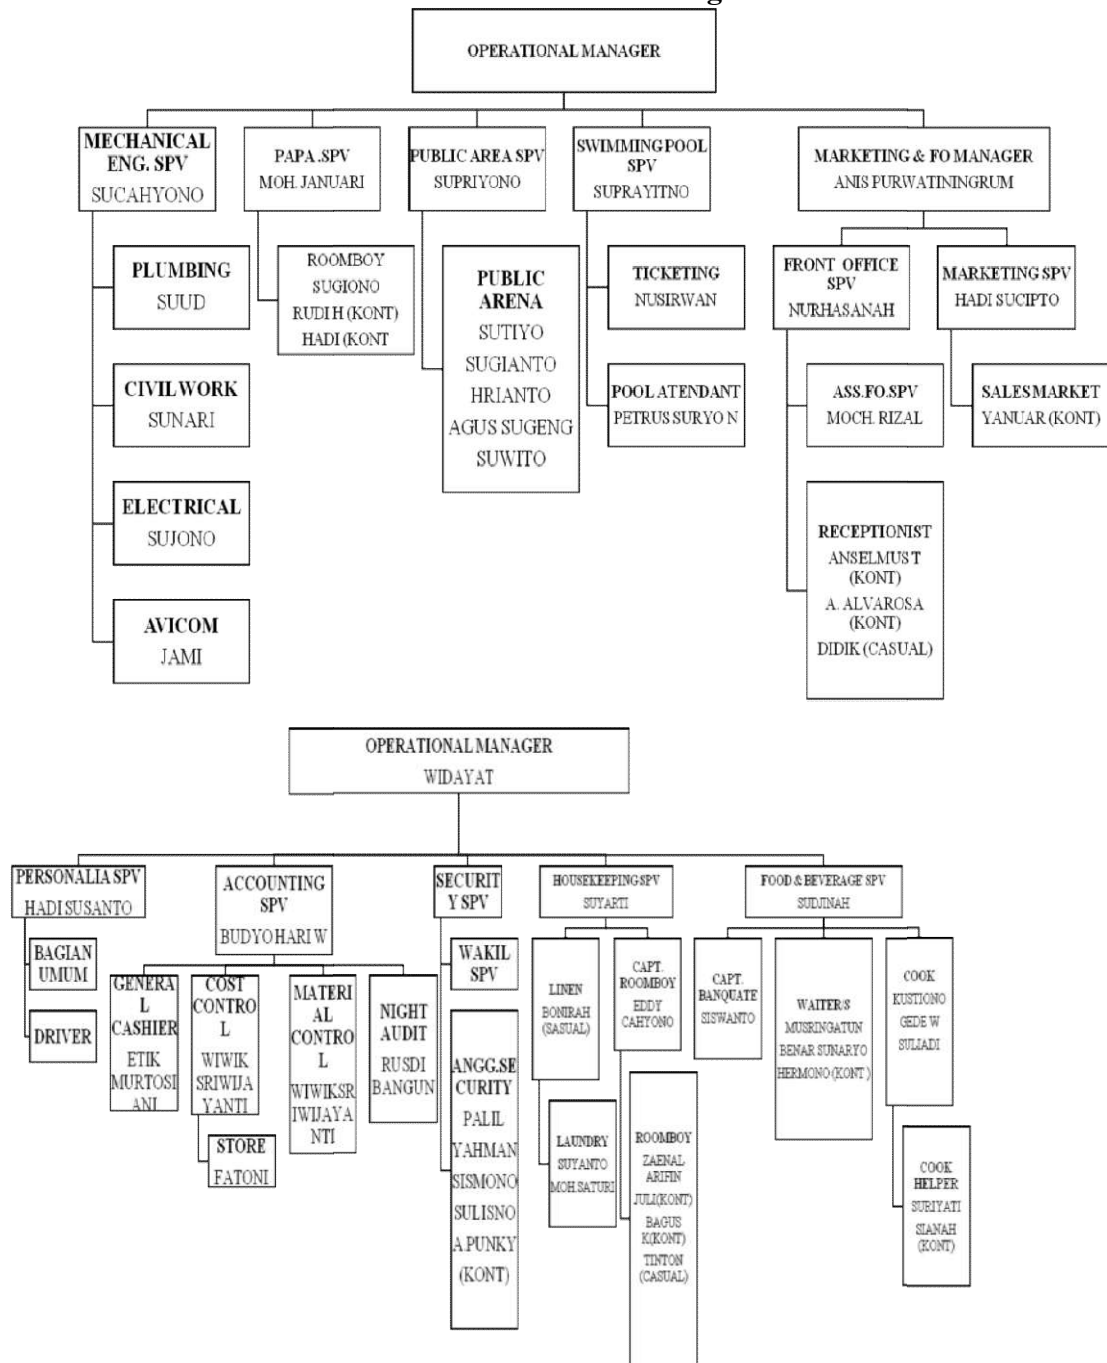 OPERATIONAL MANAGER
MECHANICAL
ENG. SPV
SUCAHYONO
PAPA .SPV
MOH. JANUARI
PUBLIC AREA SPV
SUPRIYONO
SWIMMING POOL
SPV
SUPRAYITNO
MARKETING & FO MANAGER
ANIS PURWATININGRUM
PLUMBING
SUUD
CIVIL WORK
SUNARI
ELECTRICAL
SUJONO
AVICOM
JAMI
ROOMBOY
SUGIONO
RUDI H (KONT)
HADI (KONT
PUBLIC
ARENA
SUTIYO
SUGIANTO
HRIANTO
AGUS SUGENG
SUWITO
TICKETING
NUSIRWAN
POOL ATENDANT
PETRUS SURYO N
FRONT OFFICE
SPV
NURHASANAH
MARKETING SPV
HADI SUCIPTO
ASS.FO.SPV
MOCH. RIZAL
SALES MARKET
YANUAR (KONT)
RECEPTIONIST
ANSELMUS T
(KONT)
A. ALVAROSA
(KONT)
DIDIK (CASUAL)
OPERATIONAL MANAGER
WIDAYAT
PERSONALIA SPV
HADI SUSANTO
ACCOUNTING
SPV
BUDYO HARI W
SECURIT
Y SPV
HOUSEKEEPING SPV
SUYARTI
FOOD & BEVERAGE SPV
SUDJINAH
BAGIAN
UMUM
DRIVER
GENERA
L
CASHIER
ETIK
MURTOSI
ANI
COST
CONTRO
L
WIWIK
SRIWIJA
YANTI
STORE
FATONI
MATERI
AL
CONTRO
L
WIWIKSR
IWIJAYA
NTI
NIGHT
AUDIT
RUSDI
BANGUN
WAKIL
SPV
ANGG.SE
CURITY
PALIL
YAHMAN
SISMONO
SULISNO
A.PUNKY
(KONT)
LINEN
BONIRAH
(SASUAL)
LAUNDRY
SUYANTO
MOH.SATURI
CAPT.
ROOMBOY
EDDY
CAHYONO
ROOMBOY
ZAENAL
ARIFIN
JULI(KONT)
BAGUS
K(KONT)
TINTON
(CASUAL)
CAPT.
BANQUATE
SISWANTO
WAITER/S
MUSRINGATUN
BENAR SUNARYO
HERMONO (KONT )
COOK
KUSTIONO
GEDE W
SULIADI
COOK
HELPER
SURIYATI
SIANAH
(KONT)